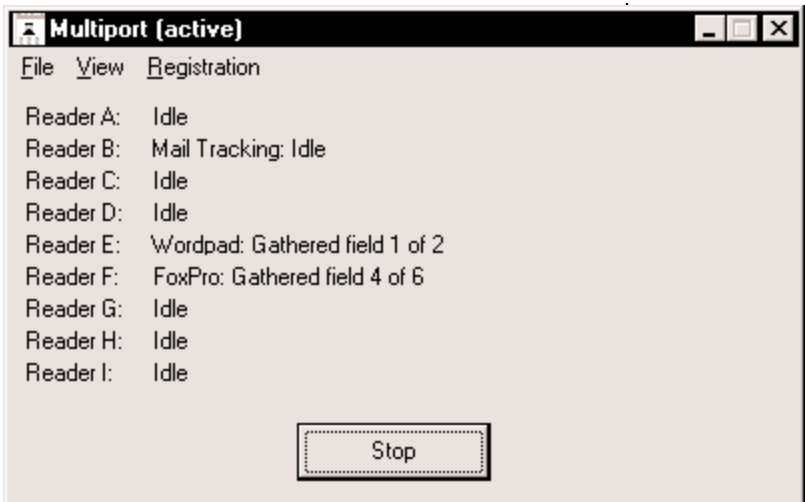 Multiport (active)
File View Registration
Reader A: Idle
Reader B: Mail Tracking: Idle
Reader C: Idle
Reader D: Idle
Reader E: Wordpad: Gathered field 1 of 2
Reader F: FoxPro: Gathered field 4 of 6
Reader G: Idle
Reader H: Idle
Reader I: Idle
Stop